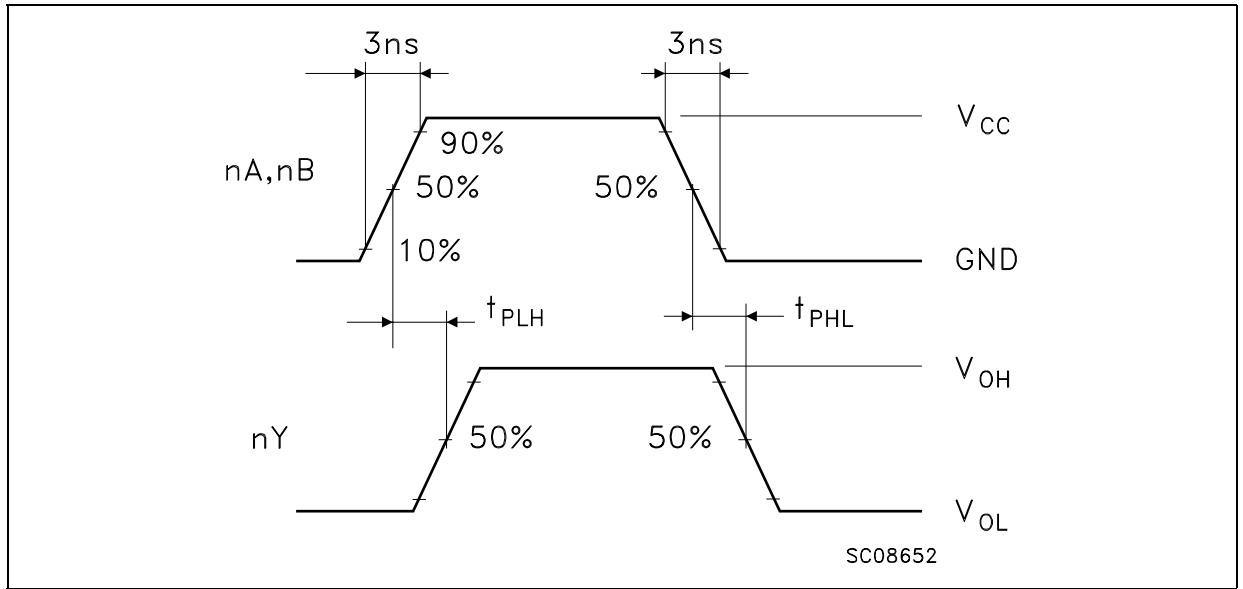 3ns
3ns
V CC
90%
nA,nB
50%
50%
10%
GND
t PLH
t PHL
V OH
nY
50%
50%
V OL
SC08652